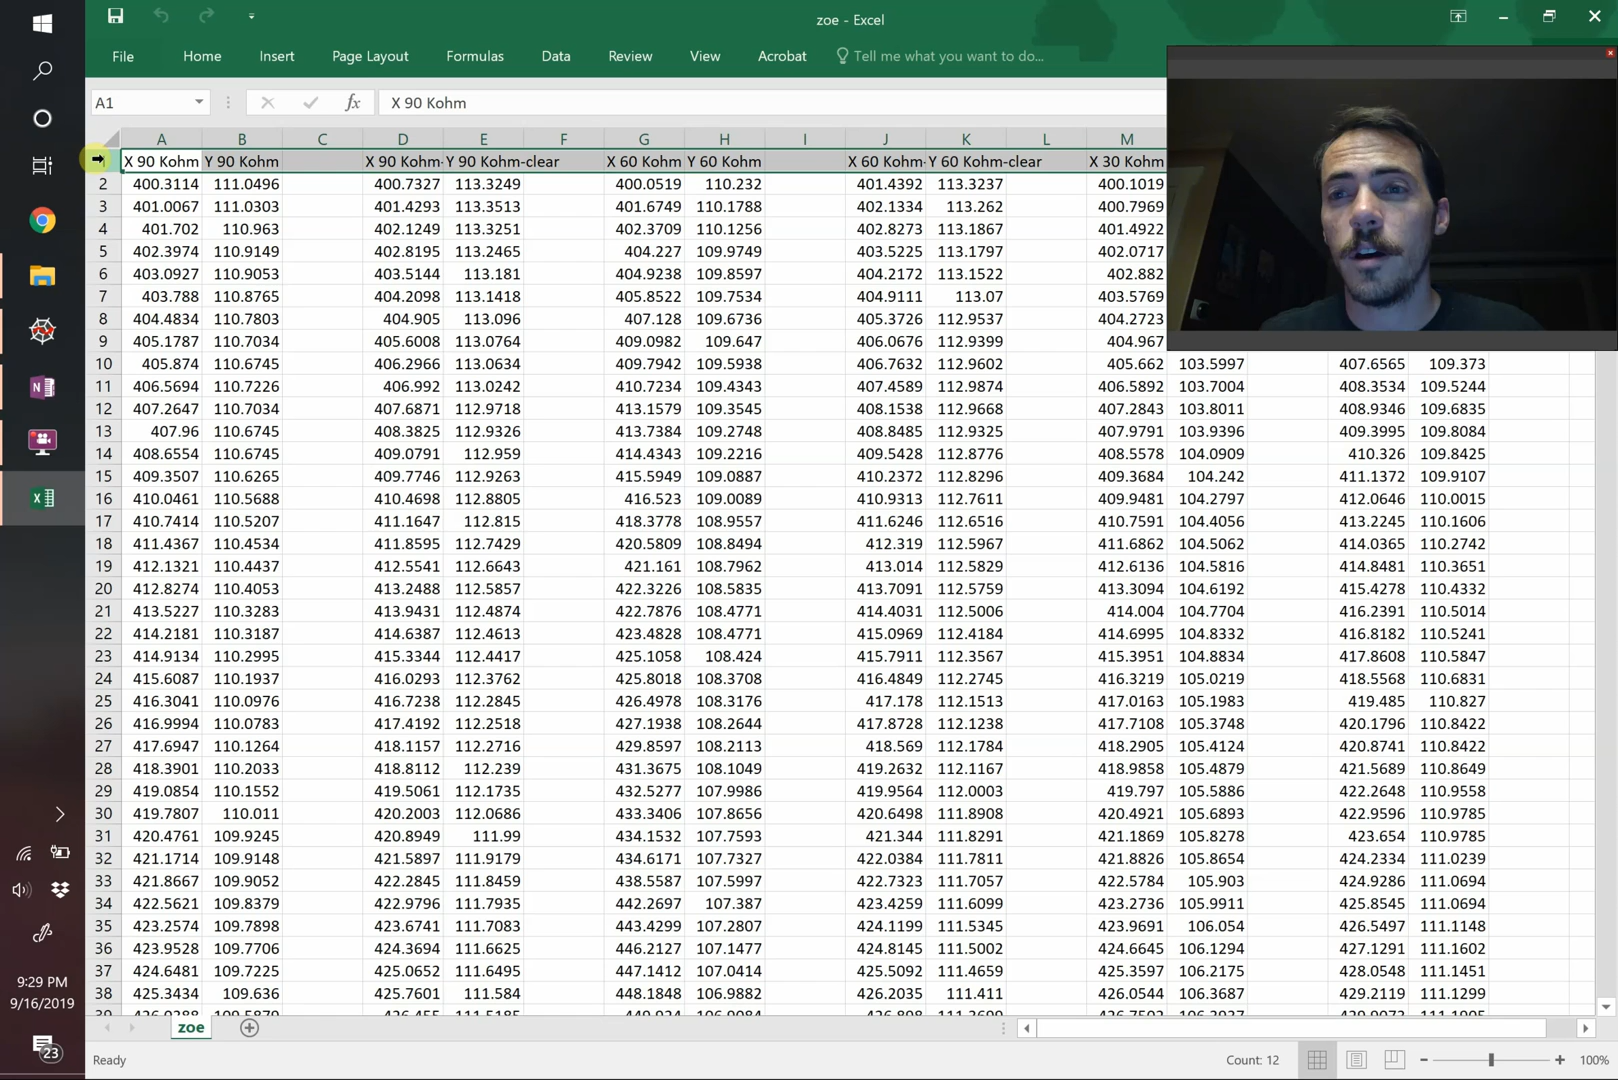 zoe - Excel
File Home Insert Page Layout Formulas Data Review View Acrobat Tell me what you want to do...
A1 fx X 90 Kohm
A B C D E F G H I J K L M
1 X 90 Kohm Y 90 Kohm X 90 Kohm- Y 90 Kohm-clear X 60 Kohm Y 60 Kohm X 60 Kohm- Y 60 Kohm-clear X 30 Kohm
2 400.3114 111.0496 400.7327 113.3249 400.0519 110.232 401.4392 113.3237 400.1019
3 401.0067 111.0303 401.4293 113.3513 401.6749 110.1788 402.1334 113.262 400.7969
4 401.702 110.963 402.1249 113.3251 402.3709 110.1256 402.8273 113.1867 401.4922
5 402.3974 110.9149 402.8195 113.2465 404.227 109.9749 403.5225 113.1797 402.0717
6 403.0927 110.9053 403.5144 113.181 404.9238 109.8597 404.2172 113.1522 402.882
7 403.788 110.8765 404.2098 113.1418 405.8522 109.7534 404.9111 113.07 403.5769
8 404.4834 110.7803 404.905 113.096 407.128 109.6736 405.3726 112.9537 404.2723
9 405.1787 110.7034 405.6008 113.0764 409.0982 109.647 406.0676 112.9399 404.967
10 405.874 110.6745 406.2966 113.0634 409.7942 109.5938 406.7632 112.9602 405.662 103.5997 407.6565 109.373
11 406.5694 110.7226 406.992 113.0242 410.7234 109.4343 407.4589 112.9874 406.5892 103.7004 408.3534 109.5244
12 407.2647 110.7034 407.6871 112.9718 413.1579 109.3545 408.1538 112.9668 407.2843 103.8011 408.9346 109.6835
13 407.96 110.6745 408.3825 112.9326 413.7384 109.2748 408.8485 112.9325 407.9791 103.9396 409.3995 109.8084
14 408.6554 110.6745 409.0791 112.959 414.4343 109.2216 409.5428 112.8776 408.5578 104.0909 410.326 109.8425
15 409.3507 110.6265 409.7746 112.9263 415.5949 109.0887 410.2372 112.8296 409.3684 104.242 411.1372 109.9107
16 410.0461 110.5688 410.4698 112.8805 416.523 109.0089 410.9313 112.7611 409.9481 104.2797 412.0646 110.0015
17 410.7414 110.5207 411.1647 112.815 418.3778 108.9557 411.6246 112.6516 410.7591 104.4056 413.2245 110.1606
18 411.4367 110.4534 411.8595 112.7429 420.5809 108.8494 412.319 112.5967 411.6862 104.5062 414.0365 110.2742
19 412.1321 110.4437 412.5541 112.6643 421.161 108.7962 413.014 112.5829 412.6136 104.5816 414.8481 110.3651
20 412.8274 110.4053 413.2488 112.5857 422.3226 108.5835 413.7091 112.5759 413.3094 104.6192 415.4278 110.4332
21 413.5227 110.3283 413.9431 112.4874 422.7876 108.4771 414.4031 112.5006 414.004 104.7704 416.2391 110.5014
22 414.2181 110.3187 414.6387 112.4613 423.4828 108.4771 415.0969 112.4184 414.6995 104.8332 416.8182 110.5241
23 414.9134 110.2995 415.3344 112.4417 425.1058 108.424 415.7911 112.3567 415.3951 104.8834 417.8608 110.5847
24 415.6087 110.1937 416.0293 112.3762 425.8018 108.3708 416.4849 112.2745 416.3219 105.0219 418.5568 110.6831
25 416.3041 110.0976 416.7238 112.2845 426.4978 108.3176 417.178 112.1513 417.0163 105.1983 419.485 110.827
26 416.9994 110.0783 417.4192 112.2518 427.1938 108.2644 417.8728 112.1238 417.7108 105.3748 420.1796 110.8422
27 417.6947 110.1264 418.1157 112.2716 429.8597 108.2113 418.569 112.1784 418.2905 105.4124 420.8741 110.8422
28 418.3901 110.2033 418.8112 112.239 431.3675 108.1049 419.2632 112.1167 418.9858 105.4879 421.5689 110.8649
29 419.0854 110.1552 419.5061 112.1735 432.5277 107.9986 419.9564 112.0003 419.797 105.5886 422.2648 110.9558
30 419.7807 110.011 420.2003 112.0686 433.3406 107.8656 420.6498 111.8908 420.4921 105.6893 422.9596 110.9785
31 420.4761 109.9245 420.8949 111.99 434.1532 107.7593 421.344 111.8291 421.1869 105.8278 423.654 110.9785
32 421.1714 109.9148 421.5897 111.9179 434.6171 107.7327 422.0384 111.7811 421.8826 105.8654 424.2334 111.0239
33 421.8667 109.9052 422.2845 111.8459 438.5587 107.5997 422.7323 111.7057 422.5784 105.903 424.9286 111.0694
34 422.5621 109.8379 422.9796 111.7935 442.2697 107.387 423.4259 111.6099 423.2736 105.9911 425.8545 111.0694
35 423.2574 109.7898 423.6741 111.7083 443.4299 107.2807 424.1199 111.5345 423.9691 106.054 426.5497 111.1148
36 423.9528 109.7706 424.3694 111.6625 446.2127 107.1477 424.8145 111.5002 424.6645 106.1294 427.1291 111.1602
37 424.6481 109.7225 425.0652 111.6495 447.1412 107.0414 425.5092 111.4659 425.3597 106.2175 428.0548 111.1451
38 425.3434 109.636 425.7601 111.584 448.1848 106.9882 426.2035 111.411 426.0544 106.3687 429.2119 111.1299
zoe
Ready Count: 12 100%
9:29 PM
9/16/2019
23